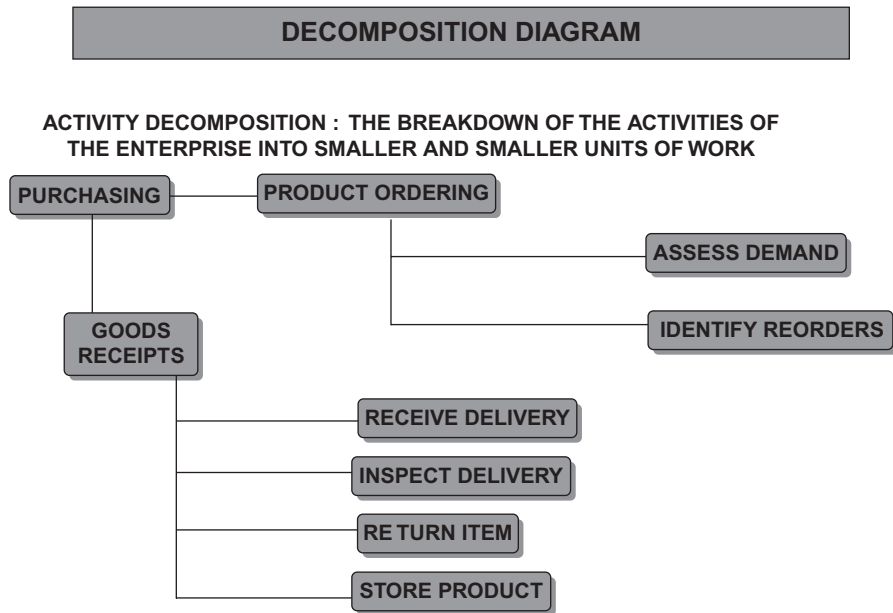 DECOMPOSITION DIAGRAM
ACTIVITY DECOMPOSITION : THE BREAKDOWN OF THE ACTIVITIES OF
THE ENTERPRISE INTO SMALLER AND SMALLER UNITS OF WORK
PURCHASING
PRODUCT ORDERING
ASSESS DEMAND
IDENTIFY REORDERS
GOODS
RECEIPTS
RECEIVE DELIVERY
INSPECT DELIVERY
RE TURN ITEM
STORE PRODUCT